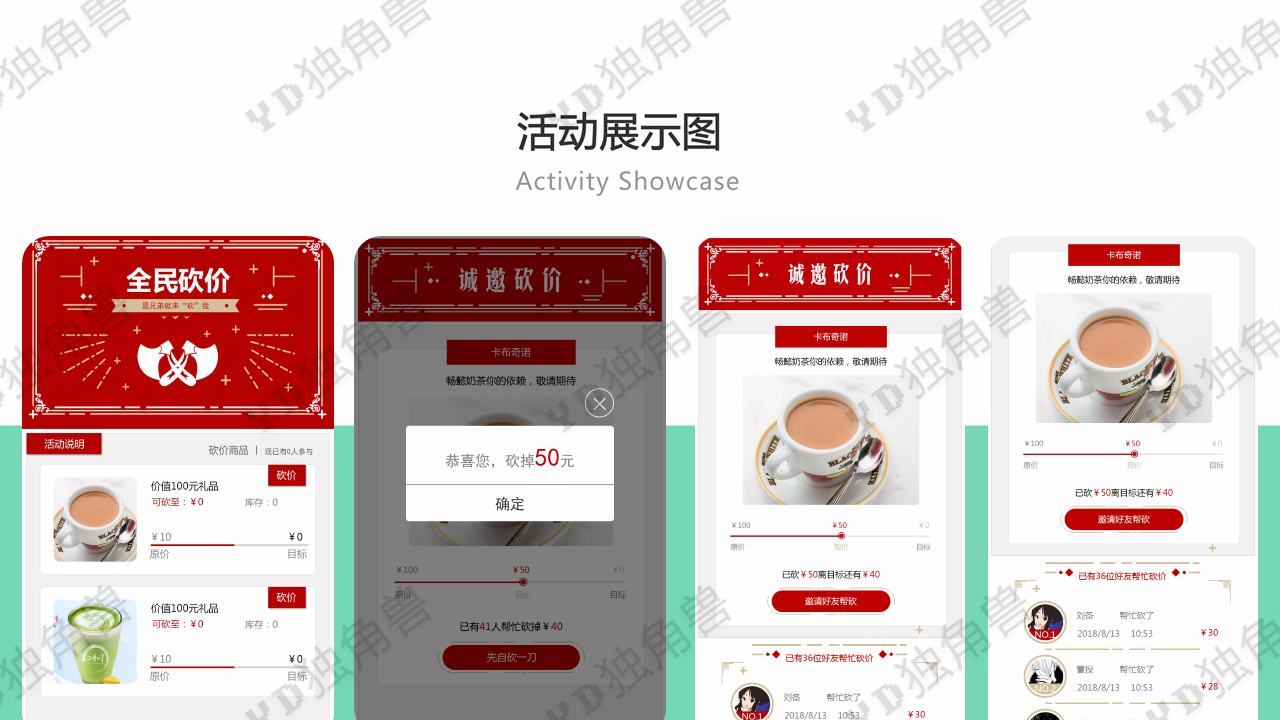 活动展示图
Activity Showcase
全民砍价
是兄弟就来“砍”我
活动说明
砍价商品 | 现已有0人参与
砍价
价值100元礼品
可砍至：￥0 库存：0
￥10 ￥0
原价 目标
砍价
价值100元礼品
可砍至：￥0 库存：0
￥10 ￥0
原价 目标
诚邀砍价
卡布奇诺
畅懿奶茶你的依赖，敬请期待
恭喜您，砍掉50元
确定
￥100 ￥50 ￥0
原价 现价 目标
已有41人帮忙砍掉￥40
先自砍一刀
诚邀砍价
卡布奇诺
畅懿奶茶你的依赖，敬请期待
￥100 ￥50 ￥0
原价 现价 目标
已砍￥50离目标还有￥40
邀请好友帮砍
已有36位好友帮忙砍价
刘备 帮忙砍了
NO.1
2018/8/13 10:53 ￥30
卡布奇诺
畅懿奶茶你的依赖，敬请期待
￥100 ￥50 ￥0
原价 现价 目标
已砍￥50离目标还有￥40
邀请好友帮砍
已有36位好友帮忙砍价
刘备 帮忙砍了
NO.1
2018/8/13 10:53 ￥30
曹操 帮忙砍了
NO.2
2018/8/13 10:53 ￥28
YD独角兽